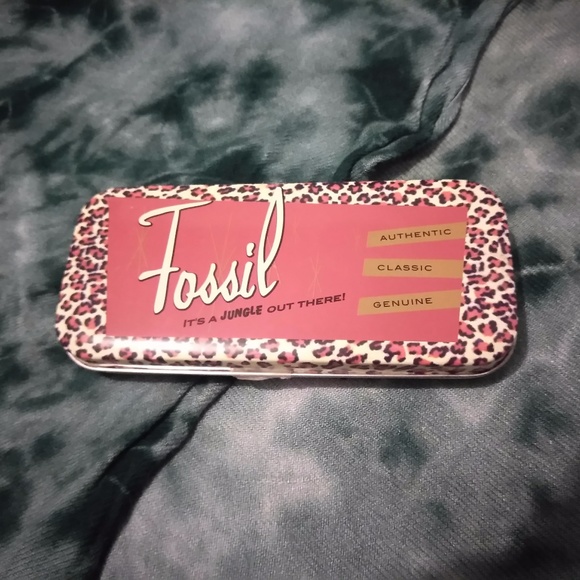 Fossil
IT'S A JUNGLE OUT THERE!
AUTHENTIC
CLASSIC
GENUINE